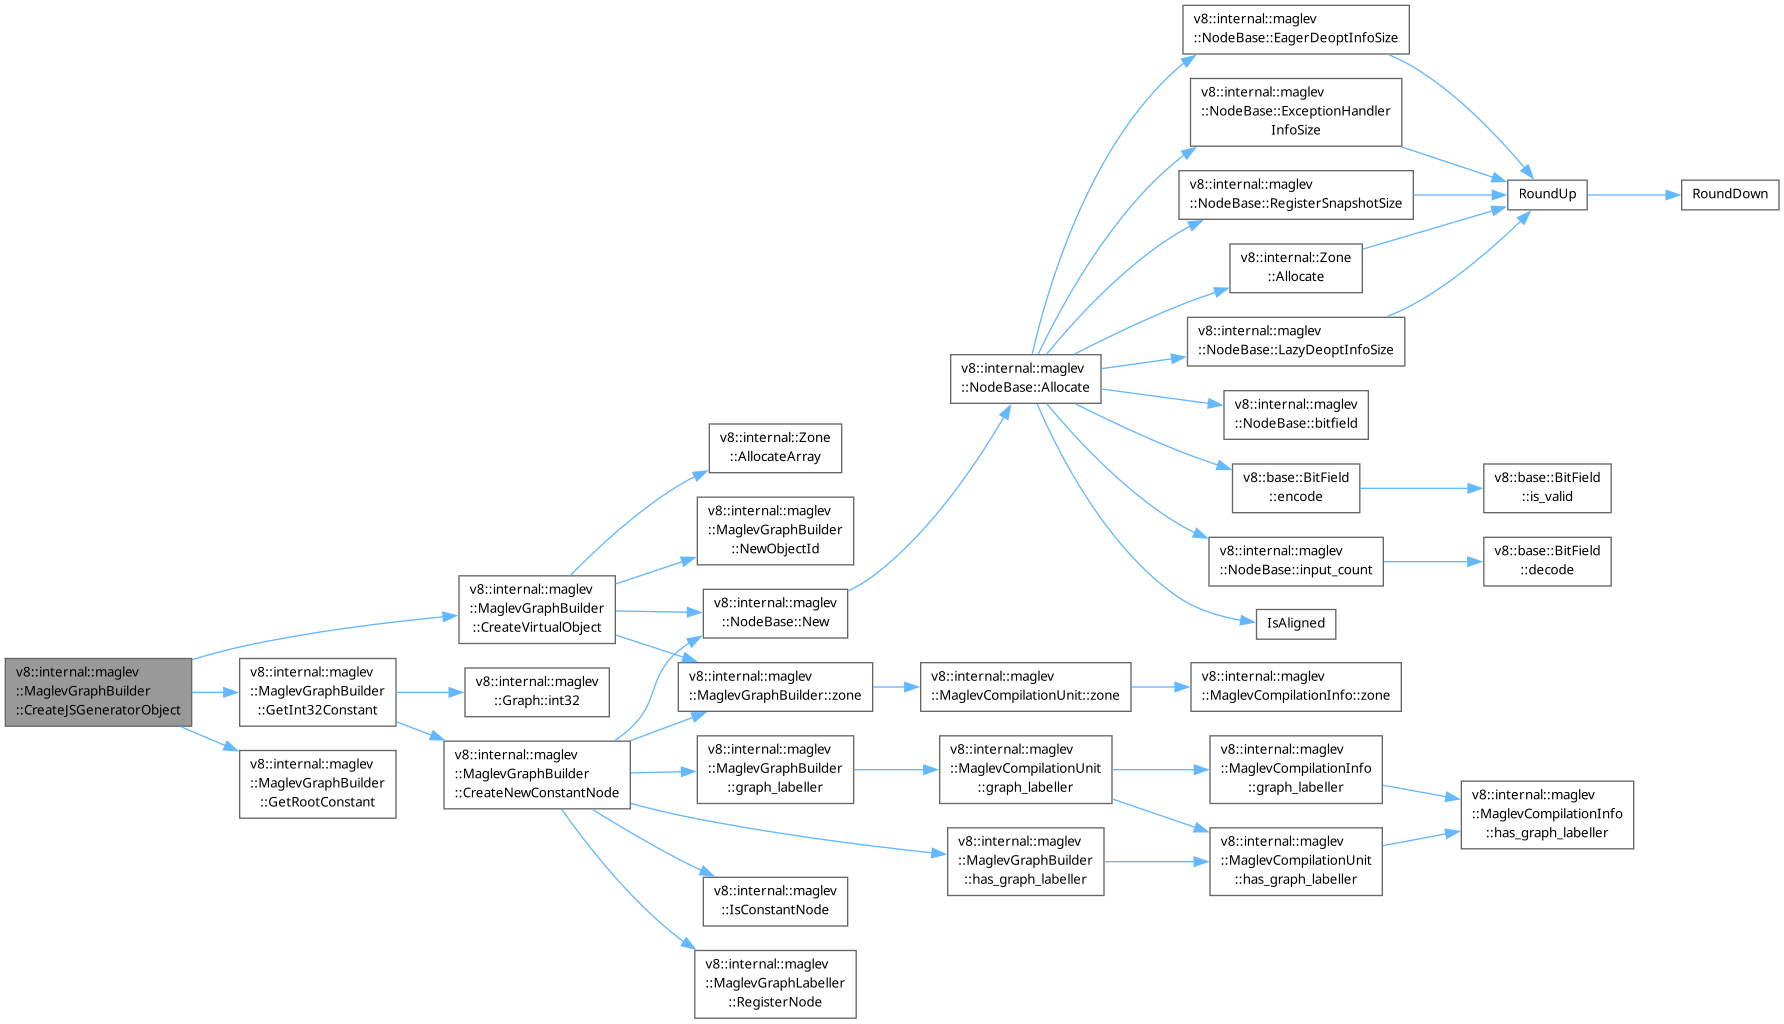 v8::internal::maglev
::MaglevGraphBuilder
::CreateJSGeneratorObject
v8::internal::maglev
::MaglevGraphBuilder
::CreateVirtualObject
v8::internal::maglev
::MaglevGraphBuilder
::GetInt32Constant
v8::internal::maglev
::MaglevGraphBuilder
::GetRootConstant
v8::internal::Zone
::AllocateArray
v8::internal::maglev
::MaglevGraphBuilder
::NewObjectId
v8::internal::maglev
::NodeBase::New
v8::internal::maglev
::MaglevGraphBuilder::zone
v8::internal::maglev
::Graph::int32
v8::internal::maglev
::MaglevGraphBuilder
::CreateNewConstantNode
v8::internal::maglev
::NodeBase::Allocate
v8::internal::maglev
::NodeBase::EagerDeoptInfoSize
v8::internal::maglev
::NodeBase::ExceptionHandler
InfoSize
v8::internal::maglev
::NodeBase::RegisterSnapshotSize
v8::internal::Zone
::Allocate
v8::internal::maglev
::NodeBase::LazyDeoptInfoSize
v8::internal::maglev
::NodeBase::bitfield
v8::base::BitField
::encode
v8::internal::maglev
::NodeBase::input_count
IsAligned
RoundUp
RoundDown
v8::base::BitField
::is_valid
v8::base::BitField
::decode
v8::internal::maglev
::MaglevCompilationUnit::zone
v8::internal::maglev
::MaglevCompilationInfo::zone
v8::internal::maglev
::MaglevGraphBuilder
::graph_labeller
v8::internal::maglev
::MaglevCompilationUnit
::graph_labeller
v8::internal::maglev
::MaglevCompilationInfo
::graph_labeller
v8::internal::maglev
::MaglevCompilationInfo
::has_graph_labeller
v8::internal::maglev
::MaglevGraphBuilder
::has_graph_labeller
v8::internal::maglev
::MaglevCompilationUnit
::has_graph_labeller
v8::internal::maglev
::IsConstantNode
v8::internal::maglev
::MaglevGraphLabeller
::RegisterNode